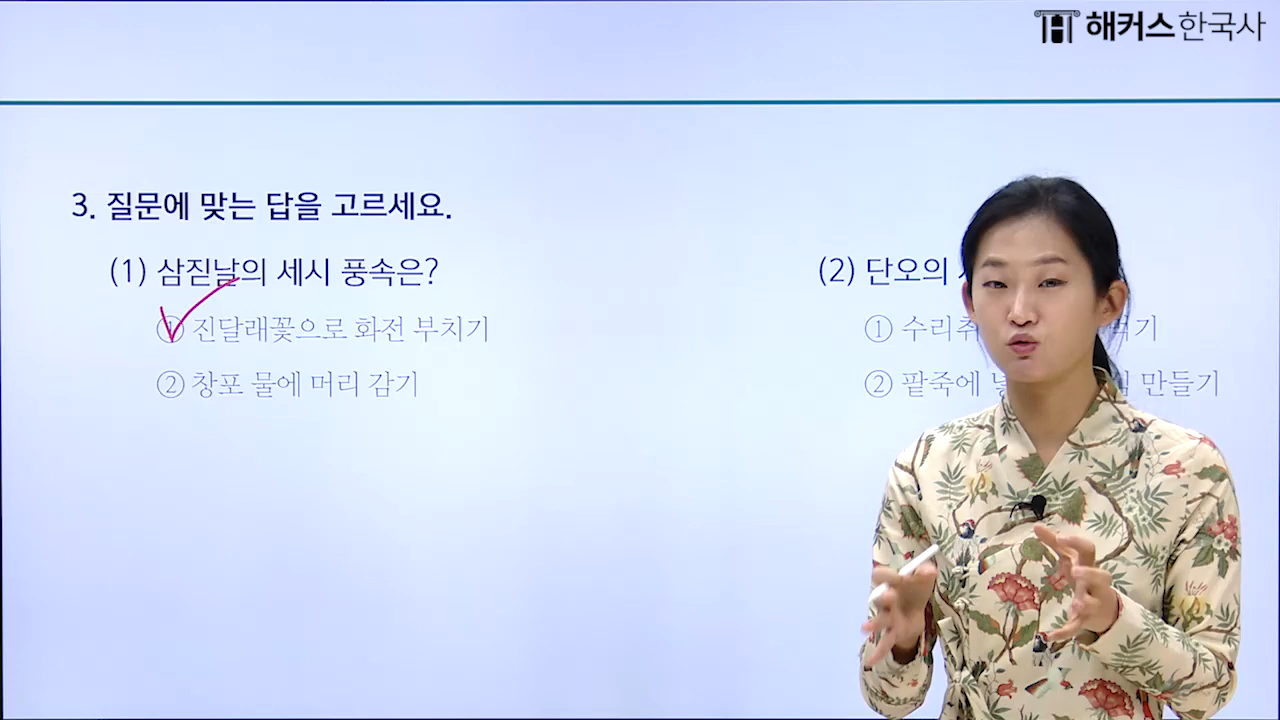 해커스한국사
3. 질문에 맞는 답을 고르세요.
(1) 삼짇날의 세시 풍속은?
① 진달래꽃으로 화전 부치기
② 창포 물에 머리 감기
(2) 단오의
① 수리취
② 팥죽에 만들기